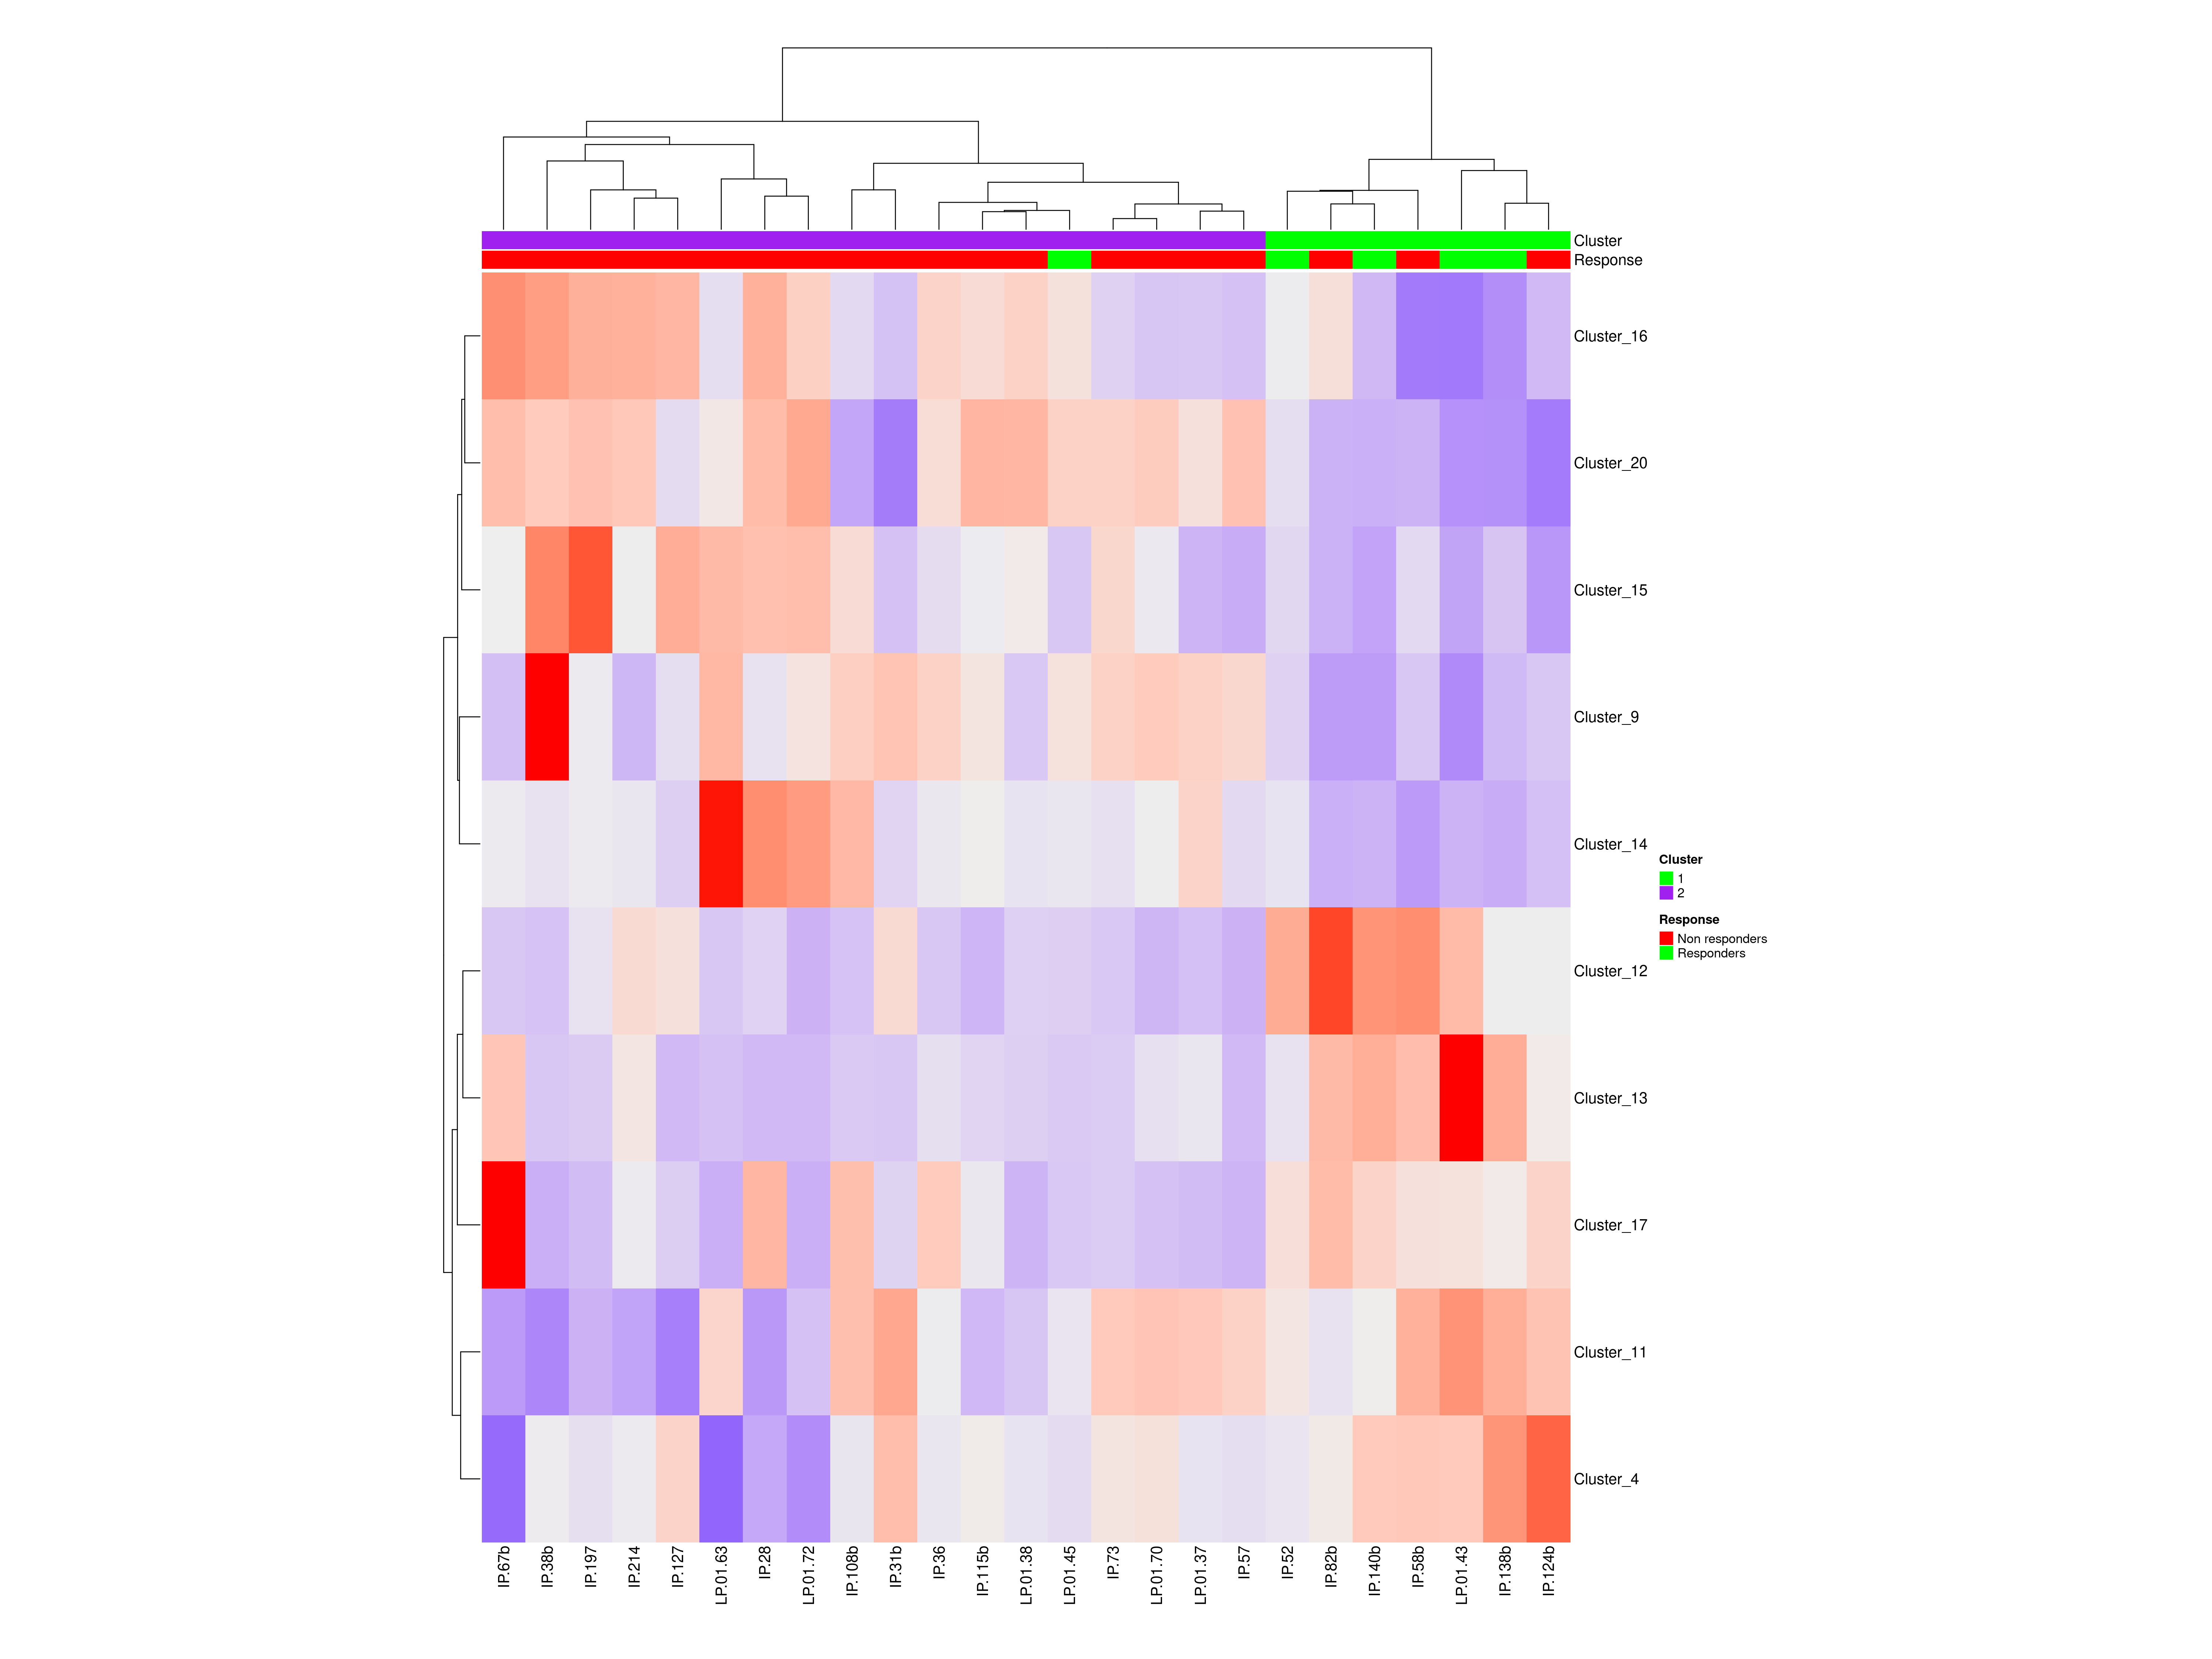 Cluster
Response
Cluster_16
Cluster_20
Cluster_15
Cluster_9
Cluster_14
Cluster_12
Cluster_13
Cluster_17
Cluster_11
Cluster_4
Cluster
1
2
Response
Non responders
Responders
IP.67b
IP.38b
IP.197
IP.214
IP.127
LP.01.63
IP.28
LP.01.72
IP.108b
IP.31b
IP.36
IP.115b
LP.01.38
LP.01.45
IP.73
LP.01.70
LP.01.37
IP.57
IP.52
IP.82b
IP.140b
IP.58b
LP.01.43
IP.138b
IP.124b